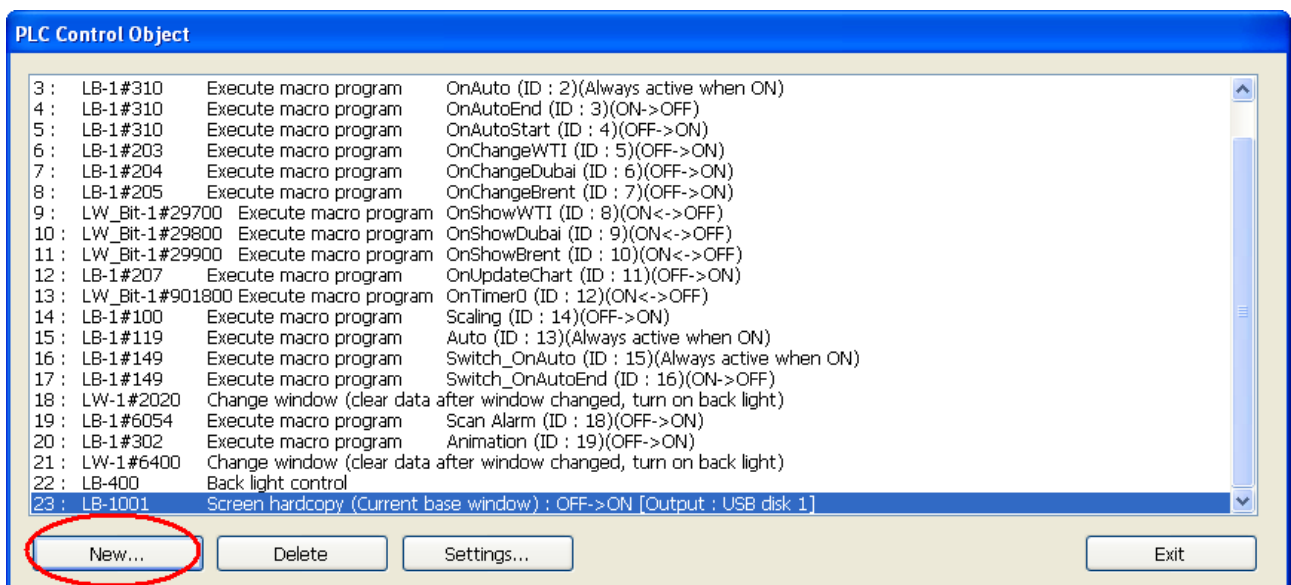 PLC Control Object
3 : LB-1#310 Execute macro program OnAuto (ID : 2)(Always active when ON)
4 : LB-1#310 Execute macro program OnAutoEnd (ID : 3)(ON->OFF)
5 : LB-1#310 Execute macro program OnAutoStart (ID : 4)(OFF->ON)
6 : LB-1#203 Execute macro program OnChangeWTI (ID : 5)(OFF->ON)
7 : LB-1#204 Execute macro program OnChangeDubai (ID : 6)(OFF->ON)
8 : LB-1#205 Execute macro program OnChangeBrent (ID : 7)(OFF->ON)
9 : LW_Bit-1#29700 Execute macro program OnShowWTI (ID : 8)(ON<->OFF)
10 : LW_Bit-1#29800 Execute macro program OnShowDubai (ID : 9)(ON<->OFF)
11 : LW_Bit-1#29900 Execute macro program OnShowBrent (ID : 10)(ON<->OFF)
12 : LB-1#207 Execute macro program OnUpdateChart (ID : 11)(OFF->ON)
13 : LW_Bit-1#901800 Execute macro program OnTimer0 (ID : 12)(ON<->OFF)
14 : LB-1#100 Execute macro program Scaling (ID : 14)(OFF->ON)
15 : LB-1#119 Execute macro program Auto (ID : 13)(Always active when ON)
16 : LB-1#149 Execute macro program Switch_OnAuto (ID : 15)(Always active when ON)
17 : LB-1#149 Execute macro program Switch_OnAutoEnd (ID : 16)(ON->OFF)
18 : LW-1#2020 Change window (clear data after window changed, turn on back light)
19 : LB-1#6054 Execute macro program Scan Alarm (ID : 18)(OFF->ON)
20 : LB-1#302 Execute macro program Animation (ID : 19)(OFF->ON)
21 : LW-1#6400 Change window (clear data after window changed, turn on back light)
22 : LB-400 Back light control
23 : LB-1001 Screen hardcopy (Current base window) : OFF->ON [Output : USB disk 1]
New... Delete Settings... Exit